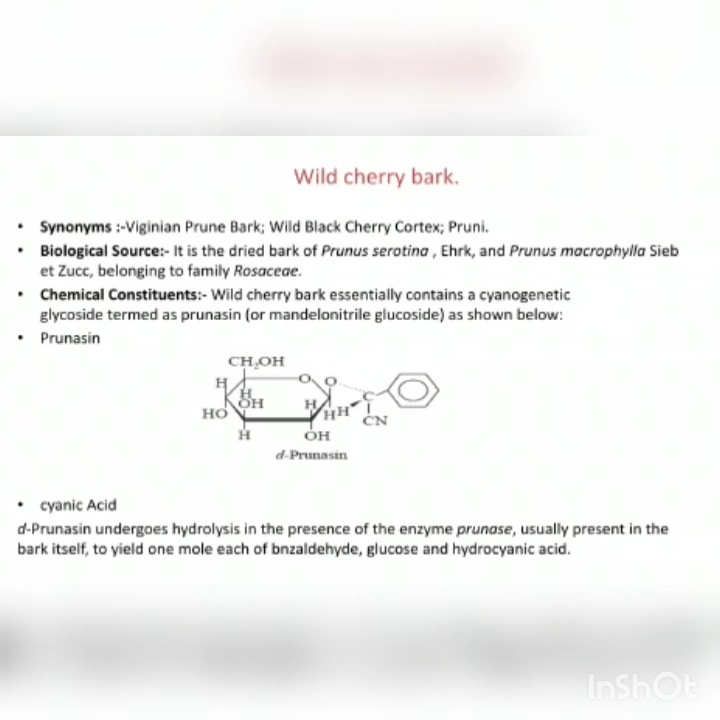 Wild cherry bark.
• Synonyms :-Viginian Prune Bark; Wild Black Cherry Cortex; Pruni.
• Biological Source:- It is the dried bark of Prunus serotina , Ehrk, and Prunus macrophylla Sieb
et Zucc, belonging to family Rosaceae.
• Chemical Constituents:- Wild cherry bark essentially contains a cyanogenetic
glycoside termed as prunasin (or mandelonitrile glucoside) as shown below:
• Prunasin
CH₂OH
O O
H
H
OH H
C
HO H H
CN
H OH
d-Prunasin
• cyanic Acid
d-Prunasin undergoes hydrolysis in the presence of the enzyme prunase, usually present in the
bark itself, to yield one mole each of bnzaldehyde, glucose and hydrocyanic acid.
InShOt